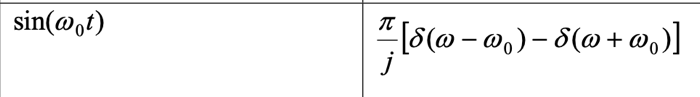 sin(ω₀t)
π/j [δ(ω − ω₀) − δ(ω + ω₀)]